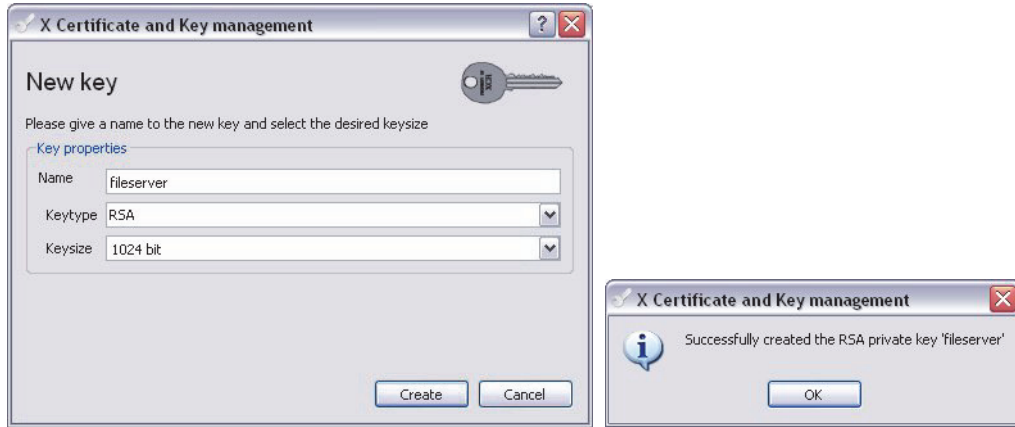 X Certificate and Key management
New key
Please give a name to the new key and select the desired keysize
Key properties
Name fileserver
Keytype RSA
Keysize 1024 bit
Create Cancel
X Certificate and Key management
Successfully created the RSA private key 'fileserver'
OK